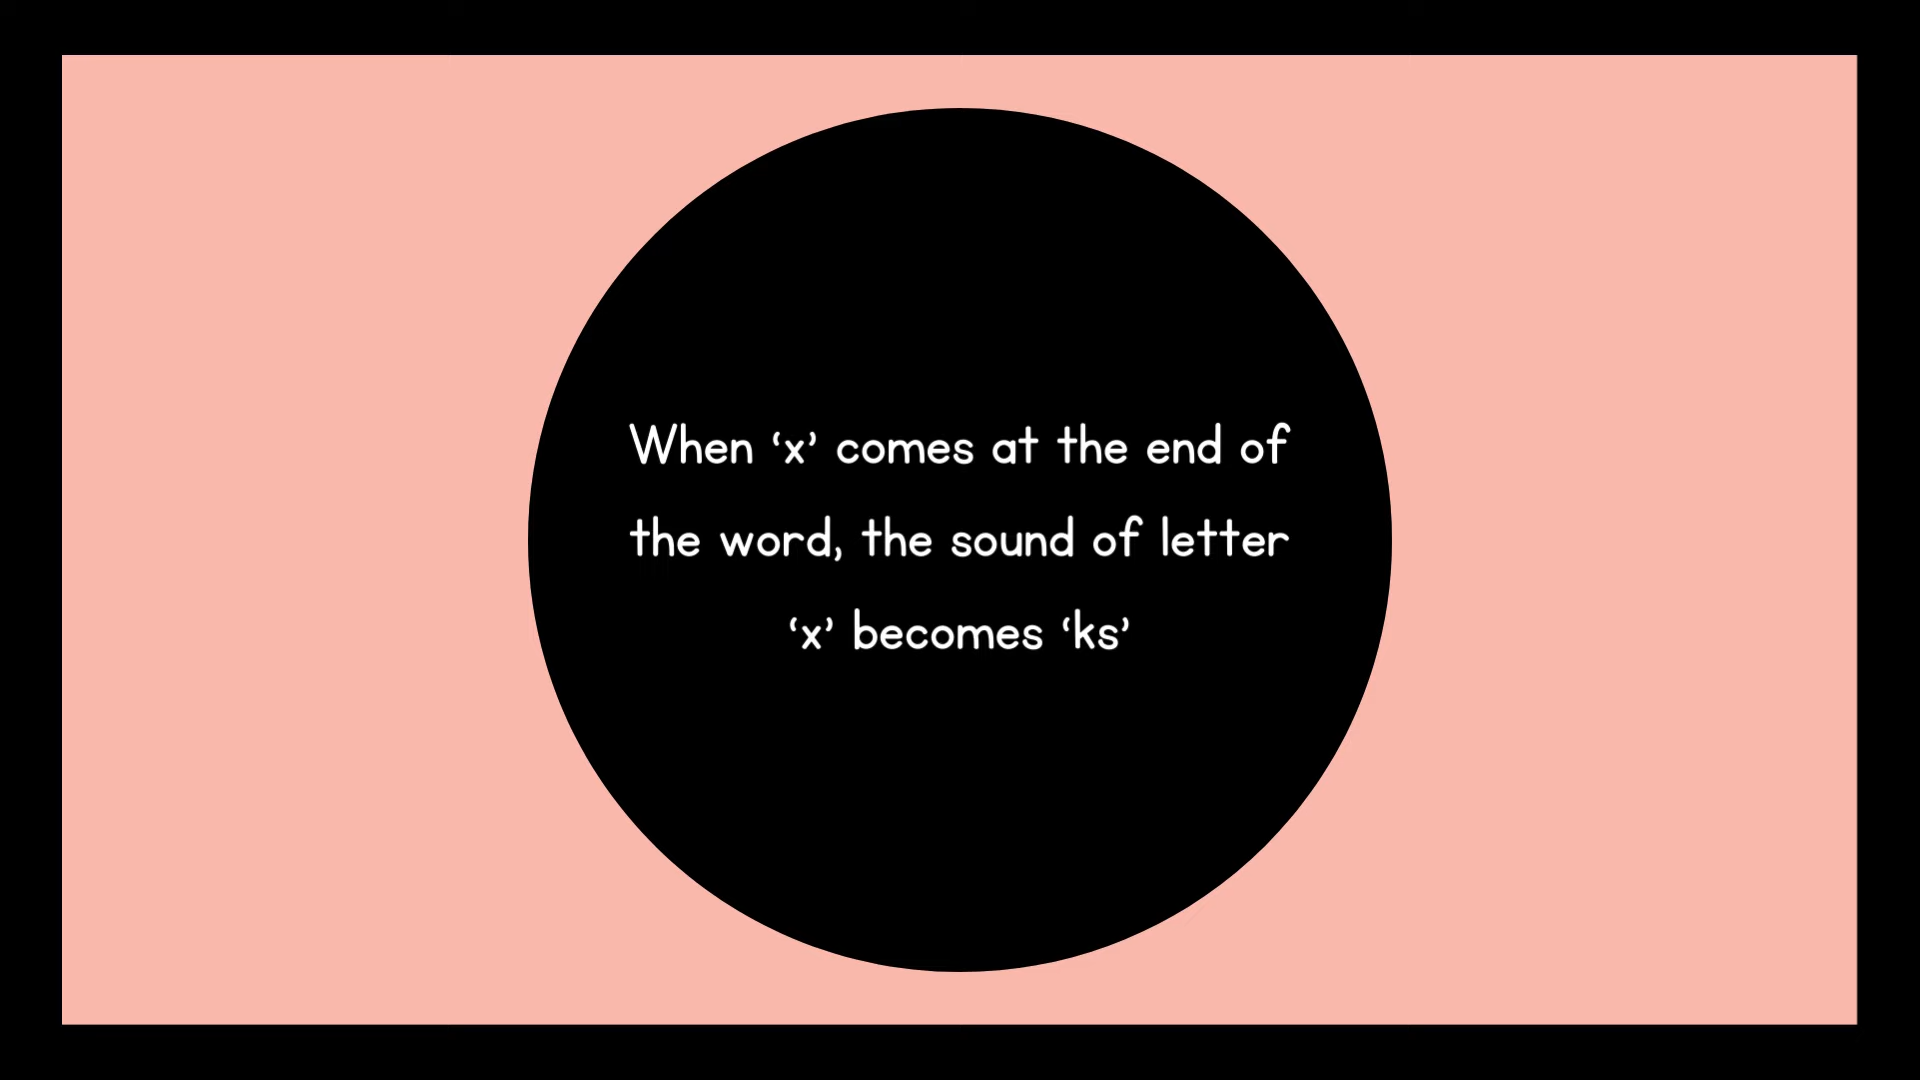 When ‘x’ comes at the end of
the word, the sound of letter
‘x’ becomes ‘ks’